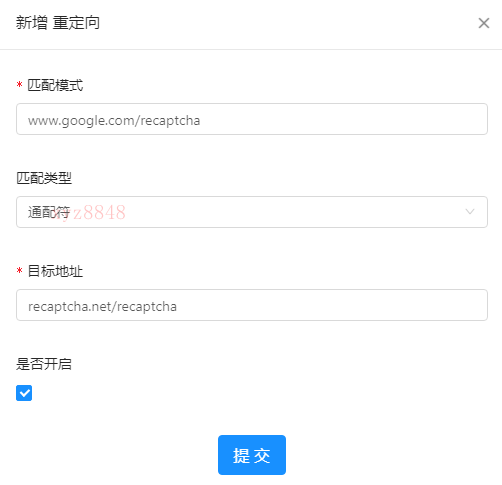 新增 重定向
* 匹配模式
www.google.com/recaptcha
匹配类型
通配符
* 目标地址
recaptcha.net/recaptcha
是否开启
提 交